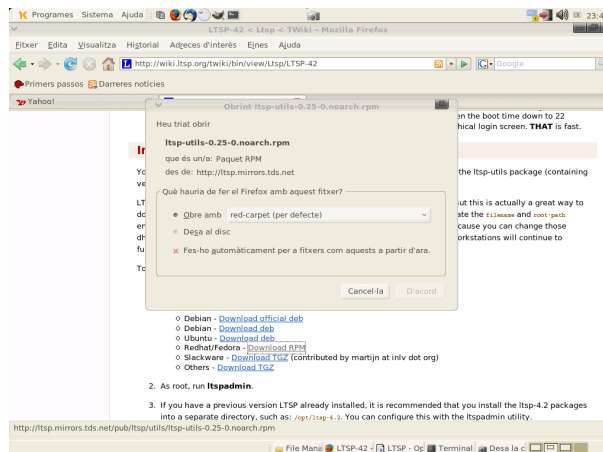 Programes Sistema Ajuda
23:4
LTSP-42 < Ltsp < TWiki - Mozilla Firefox
Fitxer Edita Visualitza Historial Adreces d'interès Eines Ajuda
http://wiki.ltsp.org/twiki/bin/view/Ltsp/LTSP-42
Google
Primers passos Darreres notícies
Yahoo!
en the boot time down to 22
hical login screen. THAT is fast.
Obrint ltsp-utils-0.25-0.noarch.rpm
Heu triat obrir
ltsp-utils-0.25-0.noarch.rpm
que és un/a: Paquet RPM
des de: http://ltsp.mirrors.tds.net
Què hauria de fer el Firefox amb aquest fitxer?
Obre amb red-carpet (per defecte)
Desa al disc
Fes-ho automàticament per a fitxers com aquests a partir d'ara.
Cancel·la D'acord
the ltsp-utils package (containing
ut this is actually a great way to
ate the filename and root-path
cause you can change those
orkstations will continue to
Debian - Download official deb
Debian - Download deb
Ubuntu - Download deb
Redhat/Fedora - Download RPM
Slackware - Download TGZ (contributed by martijn at inlv dot org)
Others - Download TGZ
2. As root, run ltspadmin.
3. If you have a previous version LTSP already installed, it is recommended that you install the ltsp-4.2 packages
into a separate directory, such as: /opt/ltsp-4.2. You can configure this with the ltspadmin utility.
http://ltsp.mirrors.tds.net/pub/ltsp/utils/ltsp-utils-0.25-0.noarch.rpm
File Mana LTSP-42 - LTSP - Op Terminal Desa la c